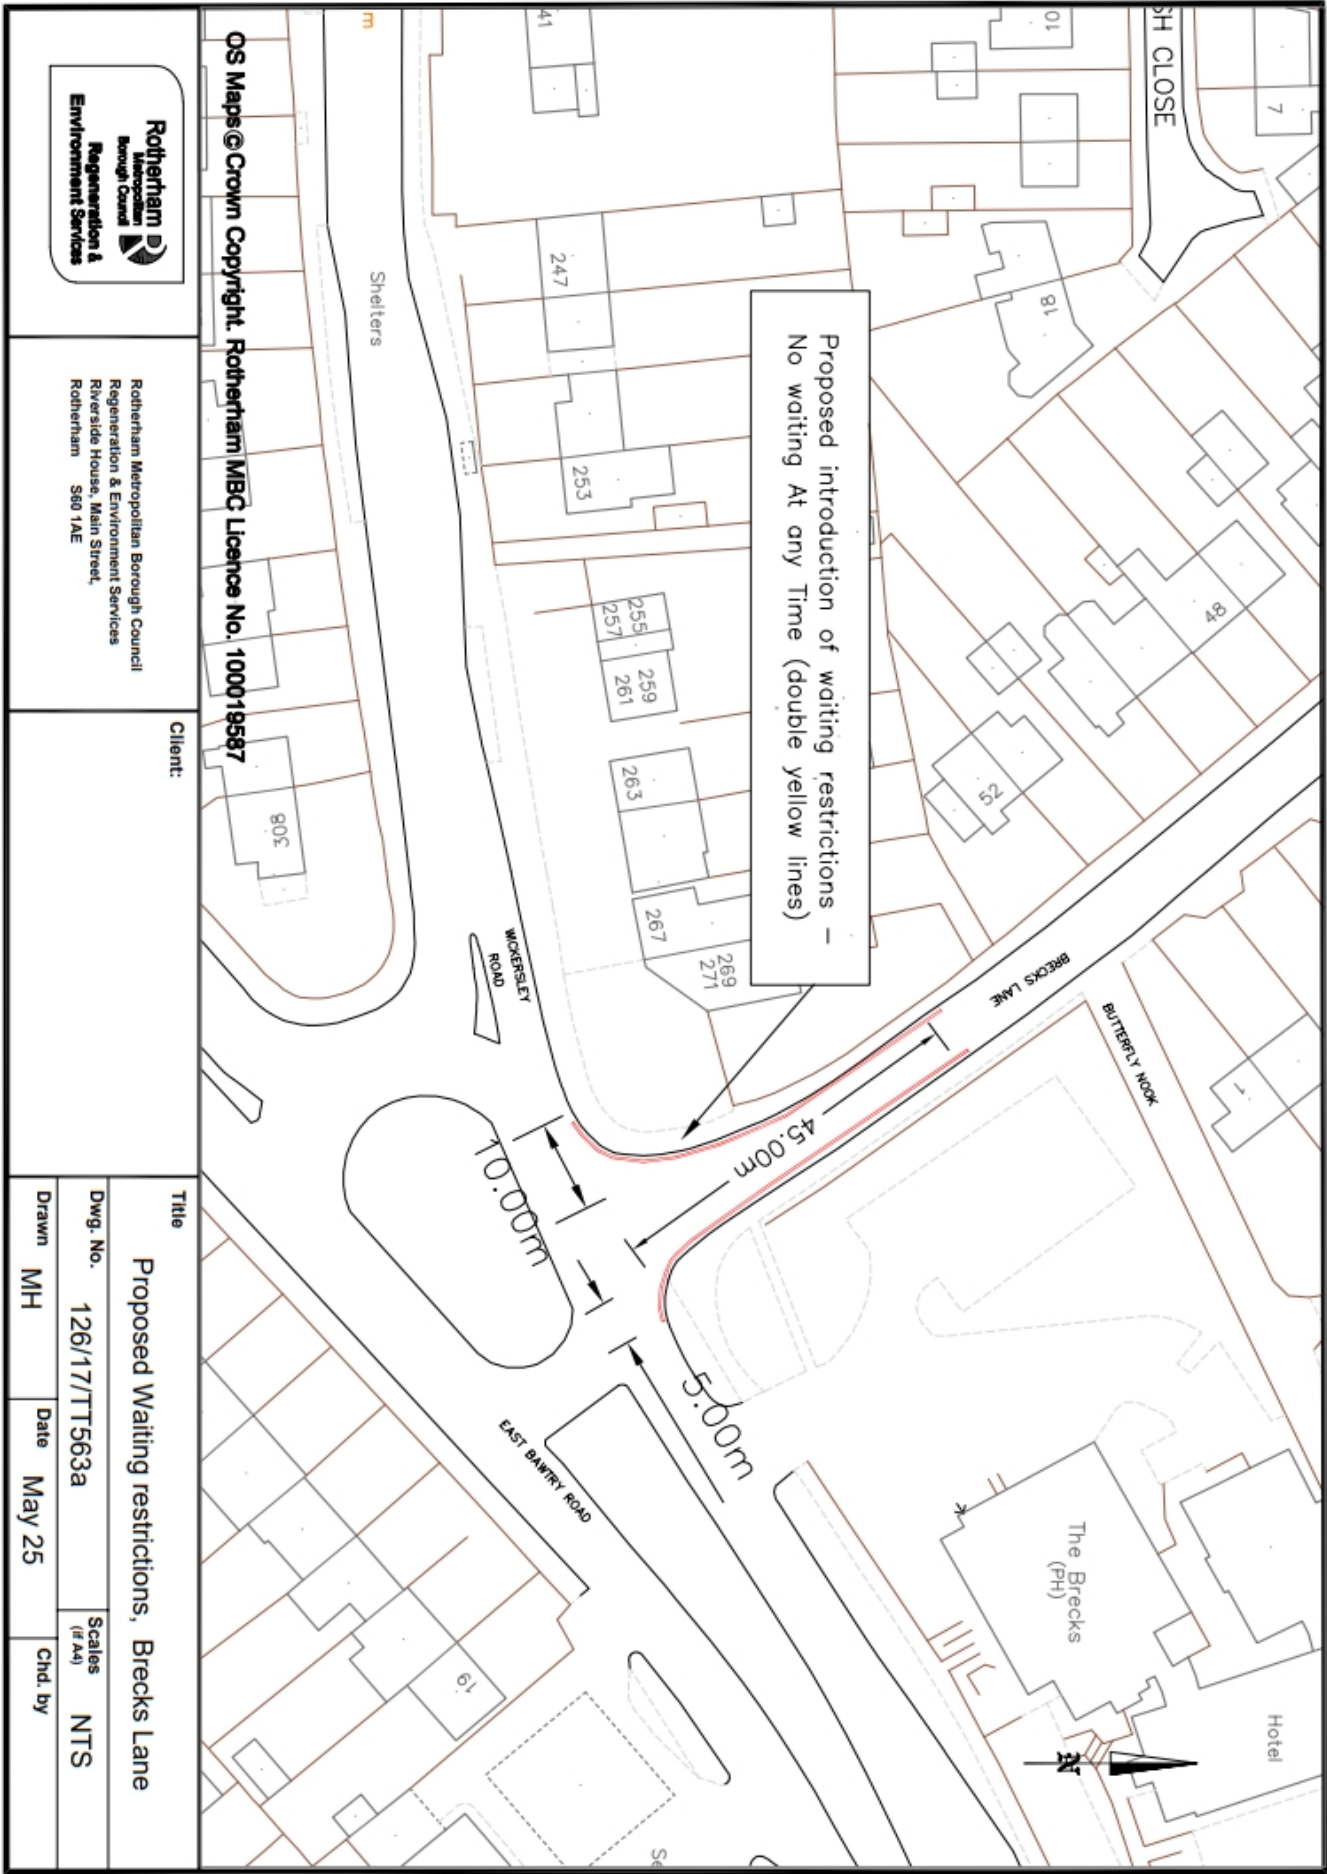 SH CLOSE
7
10
18
41
247
Shelters
253
48
255
257
259
261
52
263
308
267
269
271
Proposed introduction of waiting restrictions –
No waiting At any Time (double yellow lines)
BRECKS LANE
BUTTERFLY NOOK
1
WICKERSLEY
ROAD
45.00m
10.00m
5.00m
EAST BAWTRY ROAD
The Brecks
(PH)
Hotel
N
19
Se
m
OS Maps©Crown Copyright. Rotherham MBC Licence No. 100019587
Rotherham
Metropolitan
Borough Council
Regeneration &
Environment Services
Rotherham Metropolitan Borough Council
Regeneration & Environment Services
Riverside House, Main Street,
Rotherham S60 1AE
Client:
Title
Proposed Waiting restrictions, Brecks Lane
Dwg. No. 126/17/TT563a
Scales
(if A4)
NTS
Drawn MH
Date May 25
Chd. by